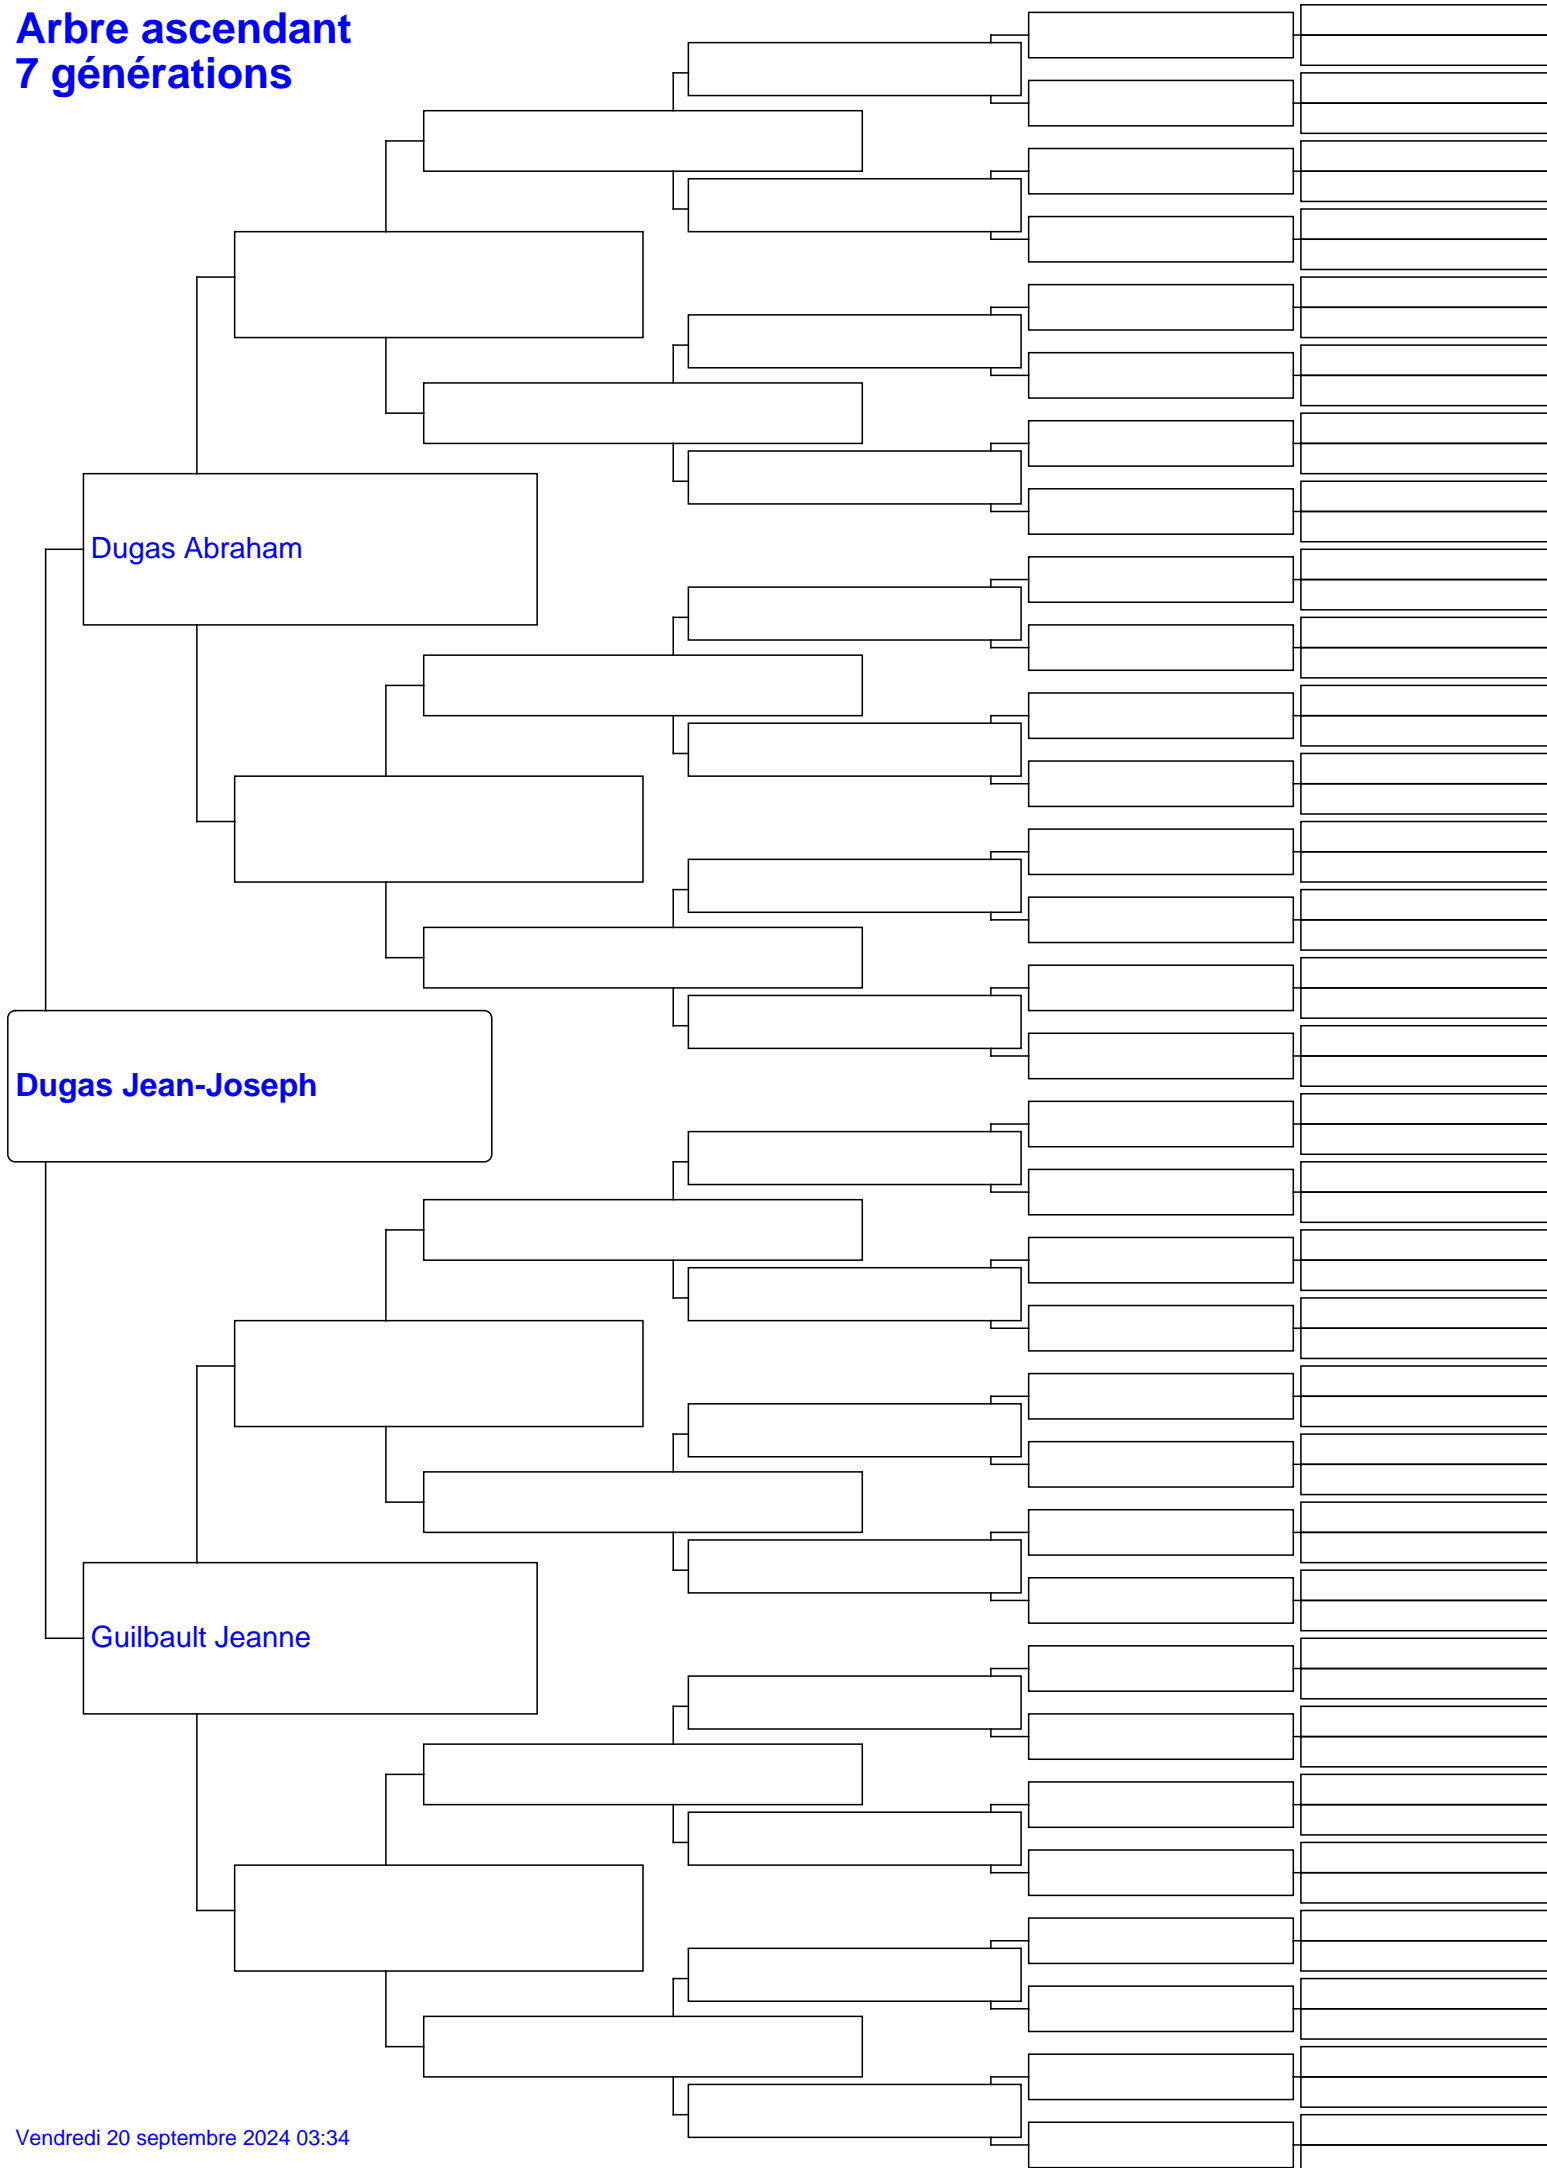 Arbre ascendant
7 générations
Dugas Abraham
Dugas Jean-Joseph
Guilbault Jeanne
Vendredi 20 septembre 2024 03:34